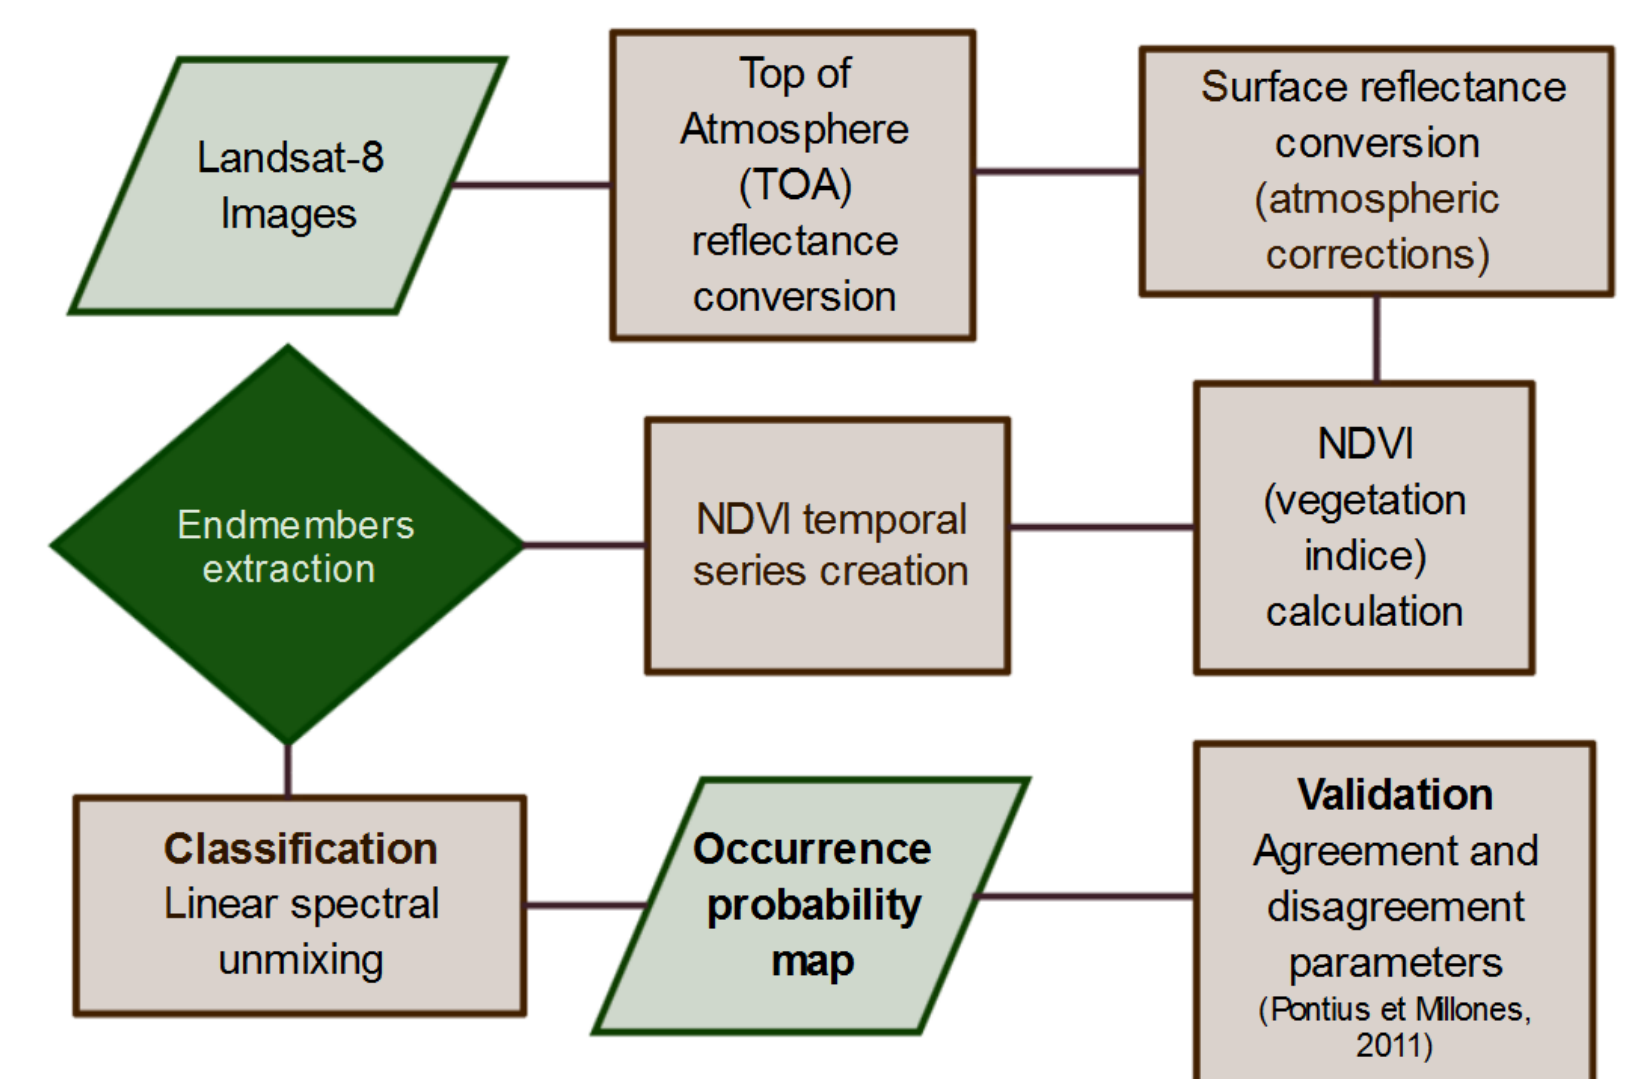 Landsat-8
Images
Top of
Atmosphere
(TOA)
reflectance
conversion
Surface reflectance
conversion
(atmospheric
corrections)
NDVI
(vegetation
indice)
calculation
NDVI temporal
series creation
Endmembers
extraction
Classification
Linear spectral
unmixing
Occurrence
probability
map
Validation
Agreement and
disagreement
parameters
(Pontius et Millones,
2011)